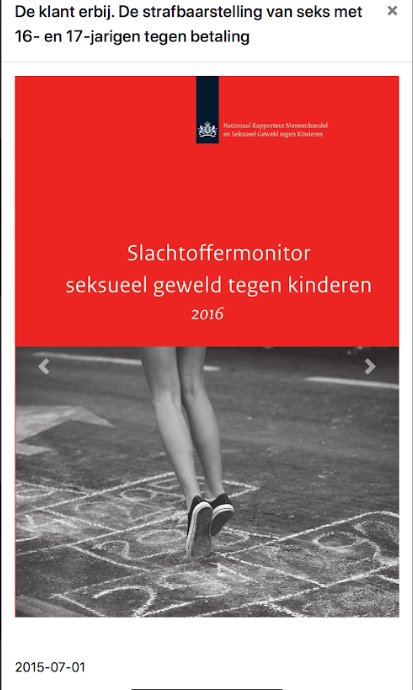 De klant erbij. De strafbaarstelling van seks met
16- en 17-jarigen tegen betaling
×
Nationaal Rapporteur Mensenhandel
en Seksueel Geweld tegen Kinderen
Slachtoffermonitor
seksueel geweld tegen kinderen
2016
2015-07-01